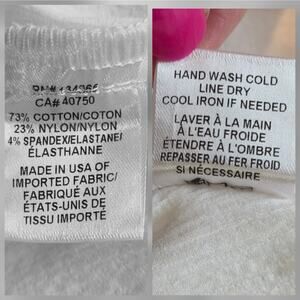 RN# 134365
CA# 40750
73% COTTON/COTON
23% NYLON/NYLON
4% SPANDEX/ELASTANE/
ÉLASTHANNE
MADE IN USA OF
IMPORTED FABRIC/
FABRIQUÉ AUX
ÉTATS-UNIS DE
TISSU IMPORTÉ
HAND WASH COLD
LINE DRY
COOL IRON IF NEEDED
LAVER À LA MAIN
À L'EAU FROIDE
ÉTENDRE À L'OMBRE
REPASSER AU FER FROID
SI NÉCESSAIRE